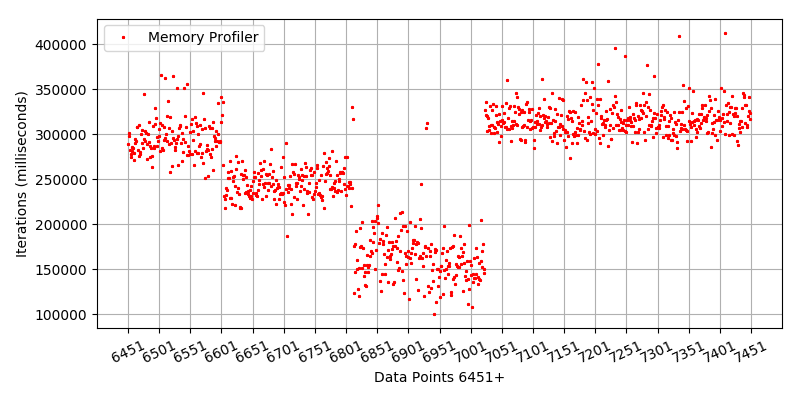 Memory Profiler
400000
350000
300000
250000
200000
150000
100000
Iterations (milliseconds)
6451 6501 6551 6601 6651 6701 6751 6801 6851 6901 6951 7001 7051 7101 7151 7201 7251 7301 7351 7401 7451
Data Points 6451+